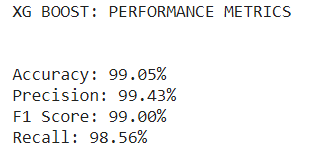 XG BOOST: PERFORMANCE METRICS
Accuracy: 99.05%
Precision: 99.43%
F1 Score: 99.00%
Recall: 98.56%